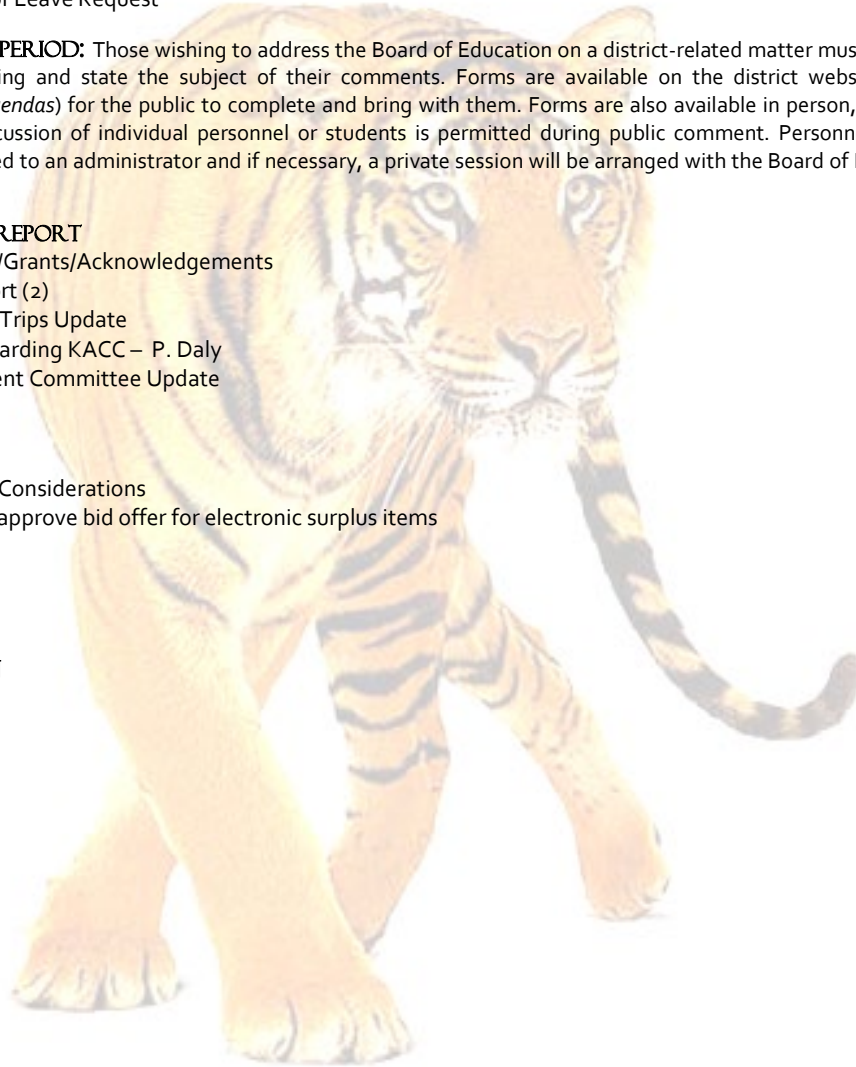 of Leave Request
PERIOD: Those wishing to address the Board of Education on a district-related matter mus
ing and state the subject of their comments. Forms are available on the district webs
endas) for the public to complete and bring with them. Forms are also available in person,
cussion of individual personnel or students is permitted during public comment. Personn
ed to an administrator and if necessary, a private session will be arranged with the Board of
REPORT
/Grants/Acknowledgements
rt (2)
Trips Update
arding KACC – P. Daly
ent Committee Update
Considerations
approve bid offer for electronic surplus items